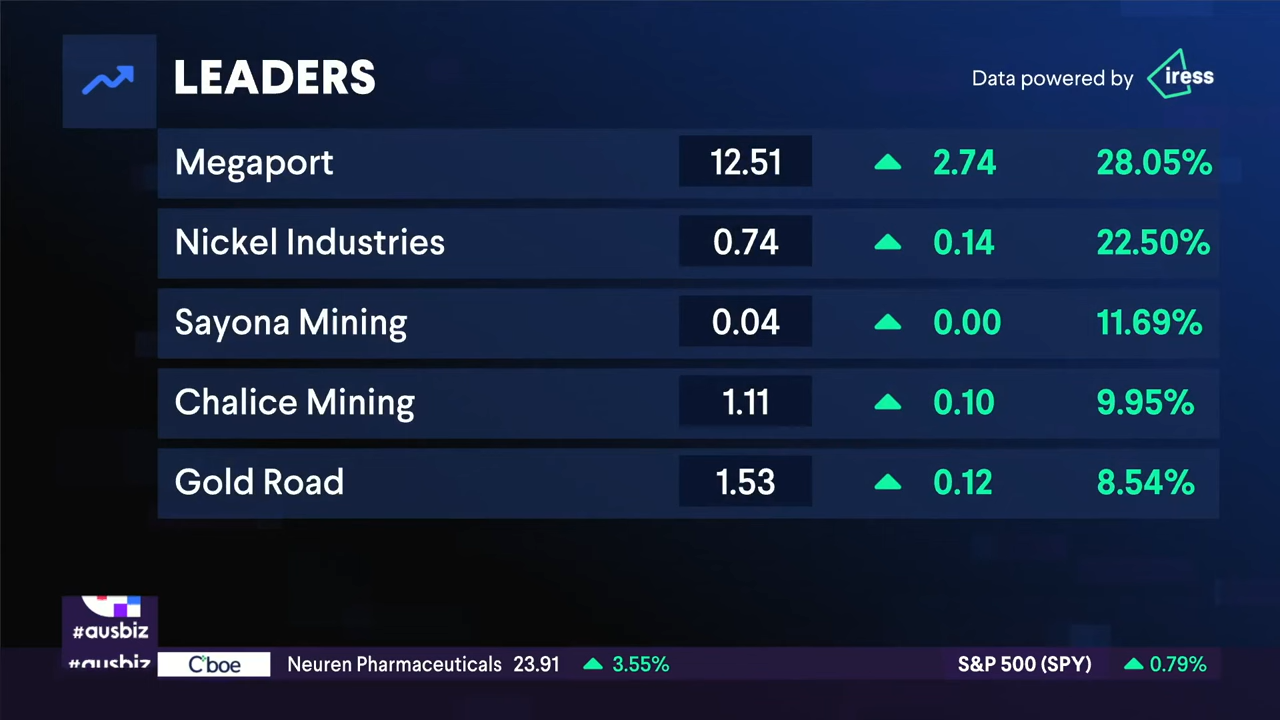 LEADERS
Data powered by iress
Megaport 12.51 ▲ 2.74 28.05%
Nickel Industries 0.74 ▲ 0.14 22.50%
Sayona Mining 0.04 ▲ 0.00 11.69%
Chalice Mining 1.11 ▲ 0.10 9.95%
Gold Road 1.53 ▲ 0.12 8.54%
#ausbiz
#ausbiz
Cboe Neuren Pharmaceuticals 23.91 ▲ 3.55% S&P 500 (SPY) ▲ 0.79%